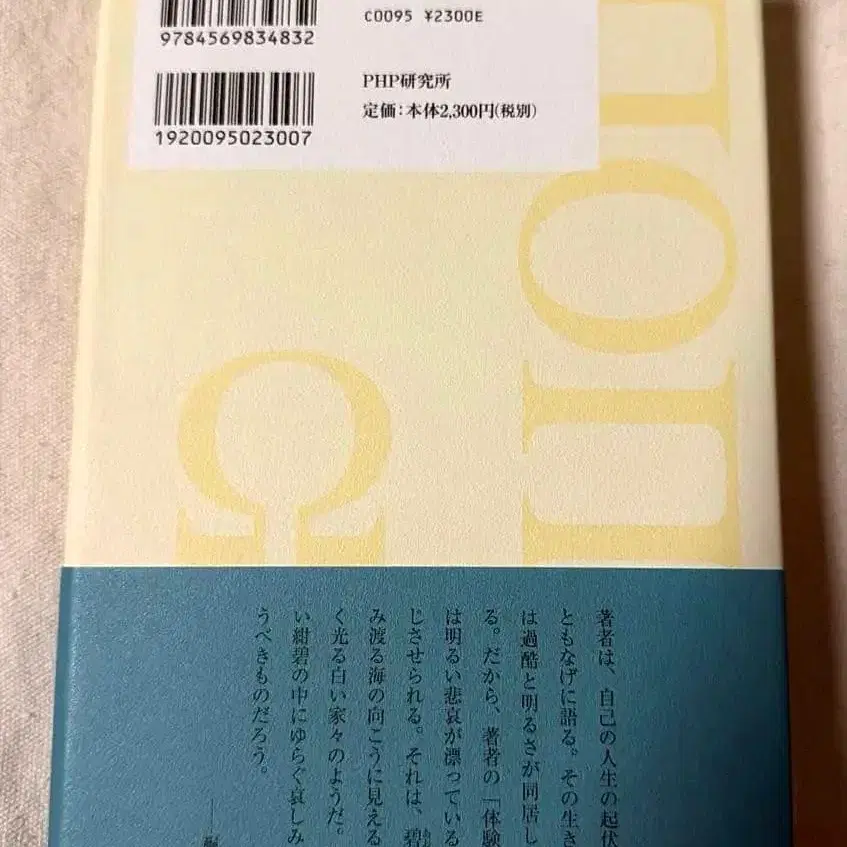 9784569834832
C0095 ¥2300E
1920095023007
PHP研究所
定価：本体2,300円(税別)
著者は、自己の人生の起伏
ともなげに語る。その生き
は過酷と明るさが同居し
る。だから、著者の「体験
は明るい悲哀が漂っている
じさせられる。それは、碧
み渡る海の向こうに見える
く光る白い家々のようだ。
い紺碧の中にゆらぐ哀しみ
うべきものだろう。